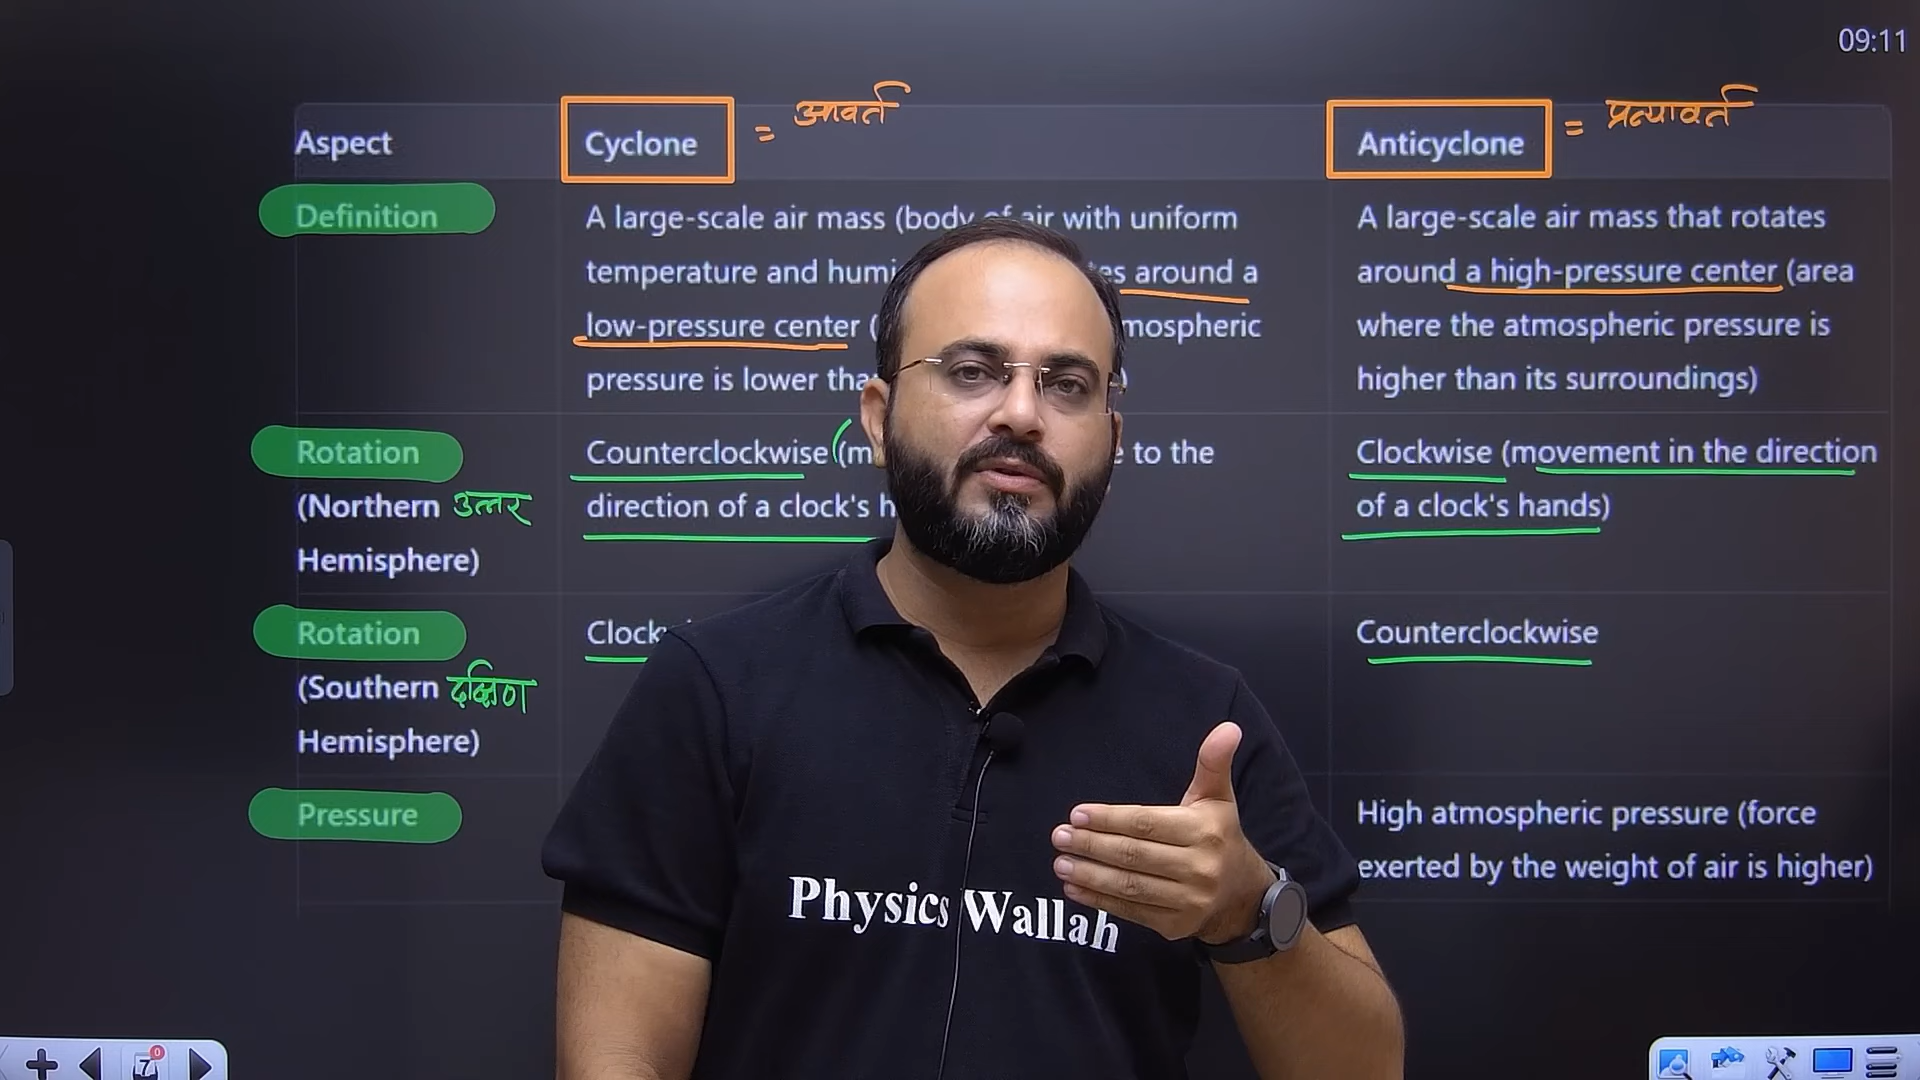 09:11
Aspect
Cyclone = आवर्त
Anticyclone = प्रत्यावर्त
Definition
A large-scale air mass (body of air with uniform
temperature and around a
low-pressure center
pressure is lower
A large-scale air mass that rotates
around a high-pressure center (area
where the atmospheric pressure is
higher than its surroundings)
Rotation
(Northern उत्तर
Hemisphere)
Counterclockwise to the
direction of a clock's
Clockwise (movement in the direction
of a clock's hands)
Rotation
(Southern दक्षिण
Hemisphere)
Counterclockwise
Pressure
High atmospheric pressure (force
exerted by the weight of air is higher)
Physics Wallah
7
0